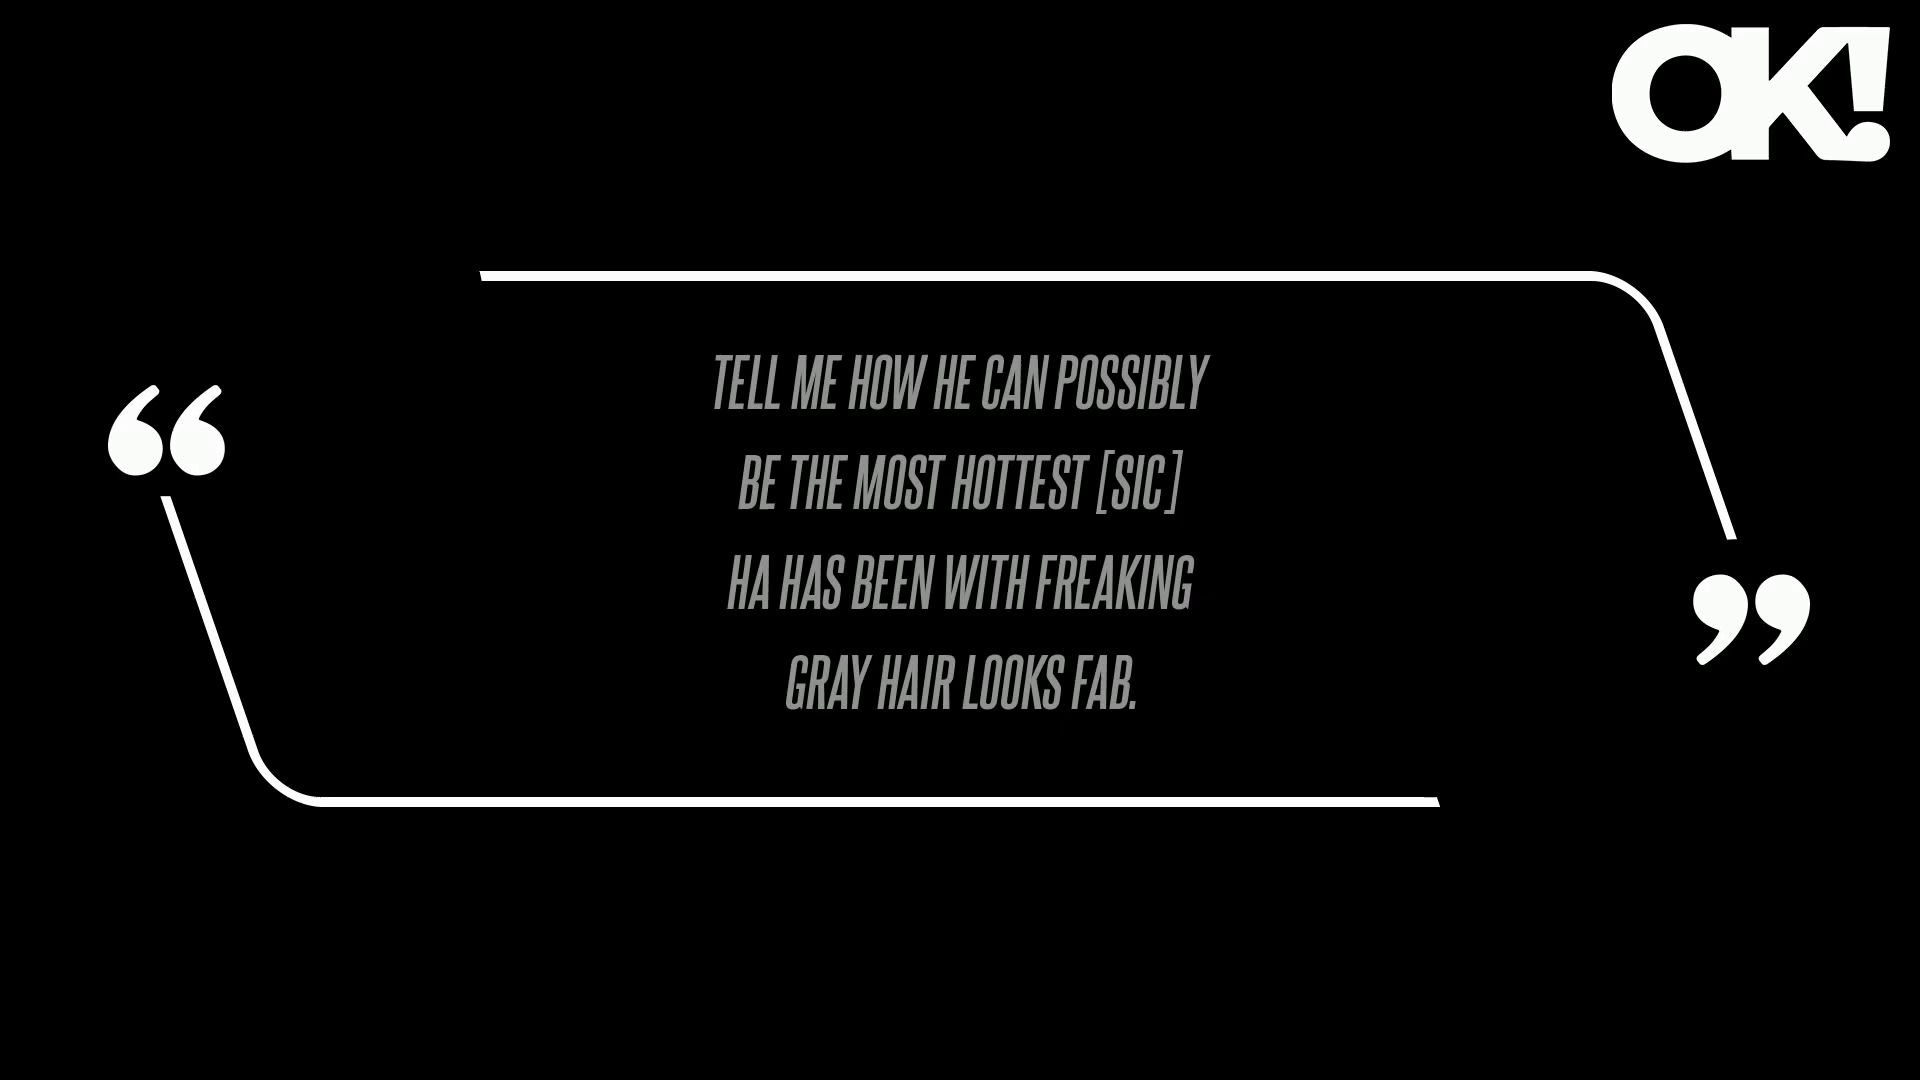 OK!
“
TELL ME HOW HE CAN POSSIBLY
BE THE MOST HOTTEST [SIC]
HA HAS BEEN WITH FREAKING
GRAY HAIR LOOKS FAB.
”